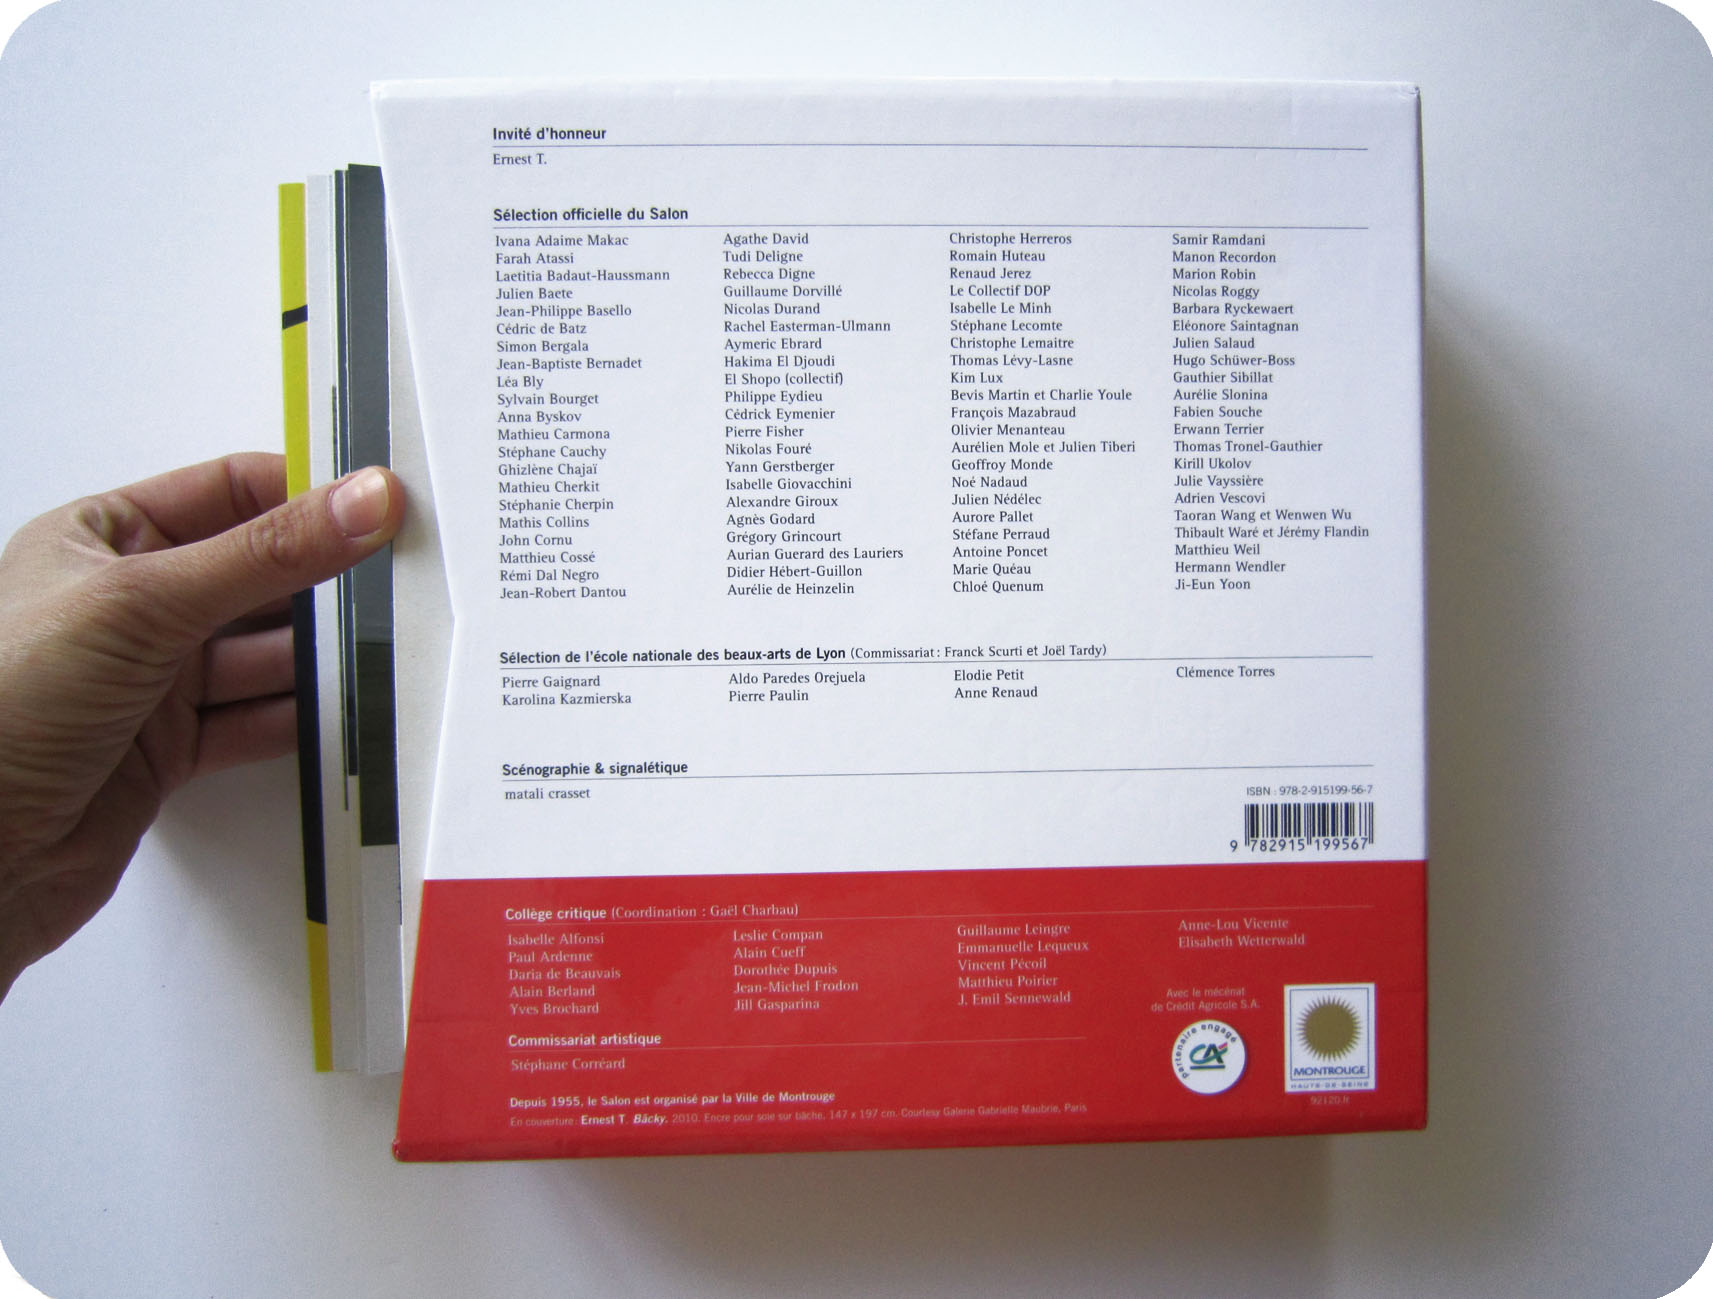 Invité d'honneur
Ernest T.
Sélection officielle du Salon
Ivana Adaime Makac
Farah Atassi
Laetitia Badaut-Haussmann
Julien Baete
Jean-Philippe Basello
Cédric de Batz
Simon Bergala
Jean-Baptiste Bernadet
Léa Bly
Sylvain Bourget
Anna Byskov
Mathieu Carmona
Stéphane Cauchy
Ghizlène Chajaï
Mathieu Cherkit
Stéphanie Cherpin
Mathis Collins
John Cornu
Matthieu Cossé
Rémi Dal Negro
Jean-Robert Dantou
Agathe David
Tudi Deligne
Rebecca Digne
Guillaume Dorvillé
Nicolas Durand
Rachel Easterman-Ulmann
Aymeric Ebrard
Hakima El Djoudi
El Shopo (collectif)
Philippe Eydieu
Cédrick Eymenier
Pierre Fisher
Nikolas Fouré
Yann Gerstberger
Isabelle Giovacchini
Alexandre Giroux
Agnès Godard
Grégory Grincourt
Aurian Guerard des Lauriers
Didier Hébert-Guillon
Aurélie de Heinzelin
Christophe Herreros
Romain Huteau
Renaud Jerez
Le Collectif DOP
Isabelle Le Minh
Stéphane Lecomte
Christophe Lemaitre
Thomas Lévy-Lasne
Kim Lux
Bevis Martin et Charlie Youle
François Mazabraud
Olivier Menanteau
Aurélien Mole et Julien Tiberi
Geoffroy Monde
Noé Nadaud
Julien Nédélec
Aurore Pallet
Stéfane Perraud
Antoine Poncet
Marie Quéau
Chloé Quenum
Samir Ramdani
Manon Recordon
Marion Robin
Nicolas Roggy
Barbara Ryckewaert
Eléonore Saintagnan
Julien Salaud
Hugo Schüwer-Boss
Gauthier Sibillat
Aurélie Slonina
Fabien Souche
Erwann Terrier
Thomas Tronel-Gauthier
Kirill Ukolov
Julie Vayssière
Adrien Vescovi
Taoran Wang et Wenwen Wu
Thibault Waré et Jérémy Flandin
Matthieu Weil
Hermann Wendler
Ji-Eun Yoon
Sélection de l'école nationale des beaux-arts de Lyon (Commissariat : Franck Scurti et Joël Tardy)
Pierre Gaignard
Karolina Kazmierska
Aldo Paredes Orejuela
Pierre Paulin
Elodie Petit
Anne Renaud
Clémence Torres
Scénographie & signalétique
matali crasset
ISBN : 978-2-915199-56-7
9 782915 199567
Collège critique (Coordination : Gaël Charbau)
Isabelle Alfonsi
Paul Ardenne
Daria de Beauvais
Alain Berland
Yves Brochard
Leslie Compan
Alain Cueff
Dorothée Dupuis
Jean-Michel Frodon
Jill Gasparina
Guillaume Leingre
Emmanuelle Lequeux
Vincent Pécoil
Matthieu Poirier
J. Emil Sennewald
Anne-Lou Vicente
Elisabeth Wetterwald
Commissariat artistique
Stéphane Corréard
Avec le mécénat
de Crédit Agricole S.A.
partenaire engagé
CA
MONTROUGE
HAUTS-DE-SEINE
92120.fr
Depuis 1955, le Salon est organisé par la Ville de Montrouge
En couverture : Ernest T. Bâcky, 2010. Encre pour soie sur bâche, 147 x 197 cm. Courtesy Galerie Gabrielle Maubrie, Paris